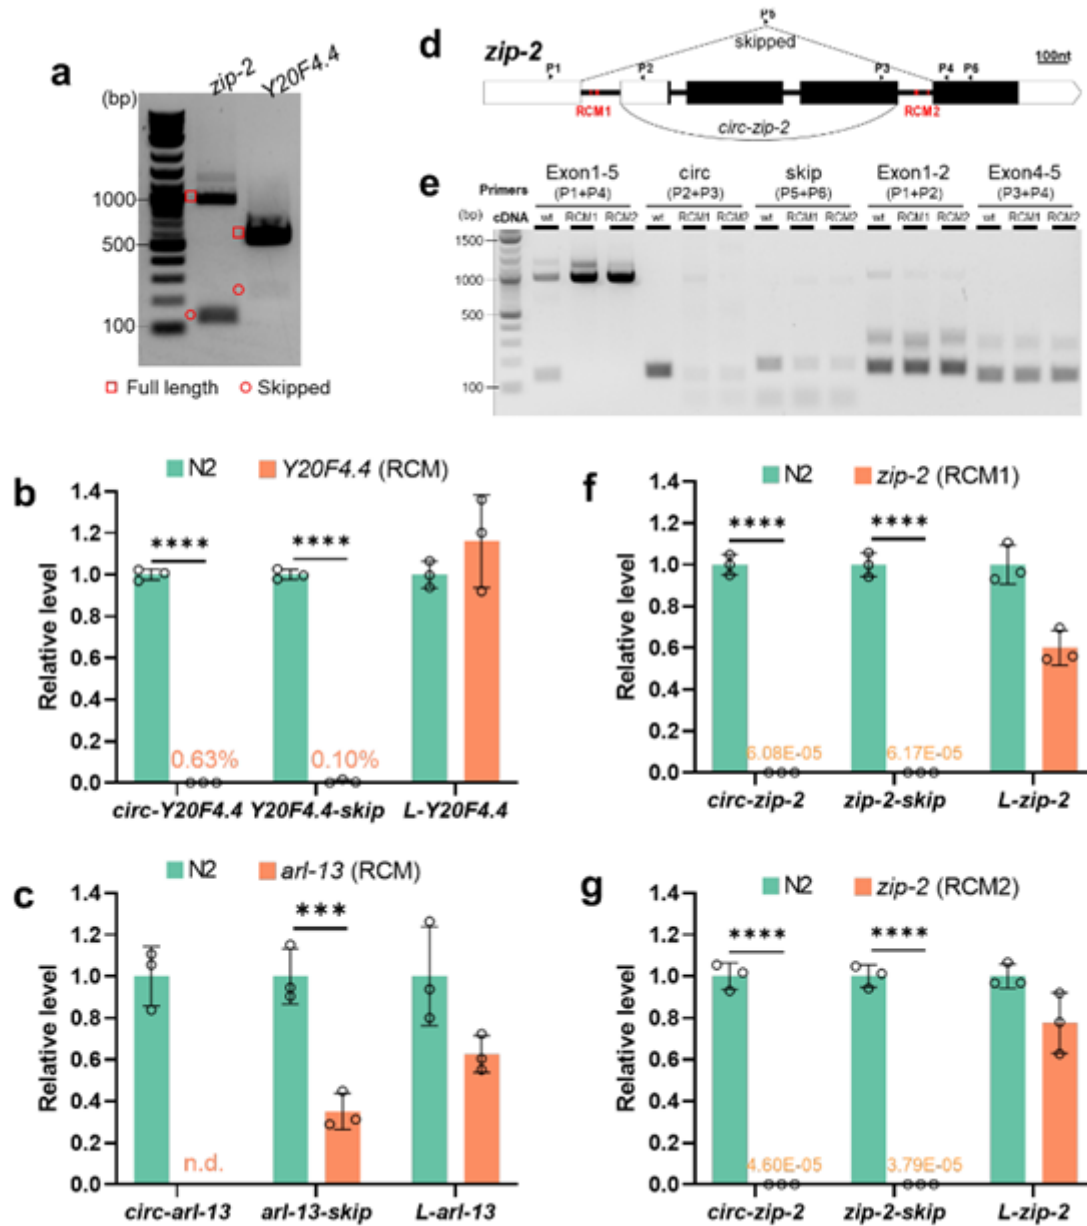 a
zip-2
Y20F4.4
(bp)
1000
500
100
Full length
Skipped
d
zip-2
P5
skipped
100nt
P1
P2
P3
P4
P6
RCM1
RCM2
circ-zip-2
e
Primers
Exon1-5
(P1+P4)
circ
(P2+P3)
skip
(P5+P6)
Exon1-2
(P1+P2)
Exon4-5
(P3+P4)
(bp)
cDNA
wt RCM1 RCM2 wt RCM1 RCM2 wt RCM1 RCM2 wt RCM1 RCM2 wt RCM1 RCM2
1500
1000
500
100
b
N2
Y20F4.4 (RCM)
Relative level
1.4
1.2
1.0
0.8
0.6
0.4
0.2
0.0
****
****
0.63%
0.10%
circ-Y20F4.4 Y20F4.4-skip L-Y20F4.4
f
N2
zip-2 (RCM1)
Relative level
1.4
1.2
1.0
0.8
0.6
0.4
0.2
0.0
****
****
6.17E-05
circ-zip-2 zip-2-skip L-zip-2
c
N2
arl-13 (RCM)
Relative level
1.4
1.2
1.0
0.8
0.6
0.4
0.2
0.0
***
n.d.
circ-arl-13 arl-13-skip L-arl-13
g
N2
zip-2 (RCM2)
Relative level
1.4
1.2
1.0
0.8
0.6
0.4
0.2
0.0
****
****
4.60E-05
3.79E-05
circ-zip-2 zip-2-skip L-zip-2